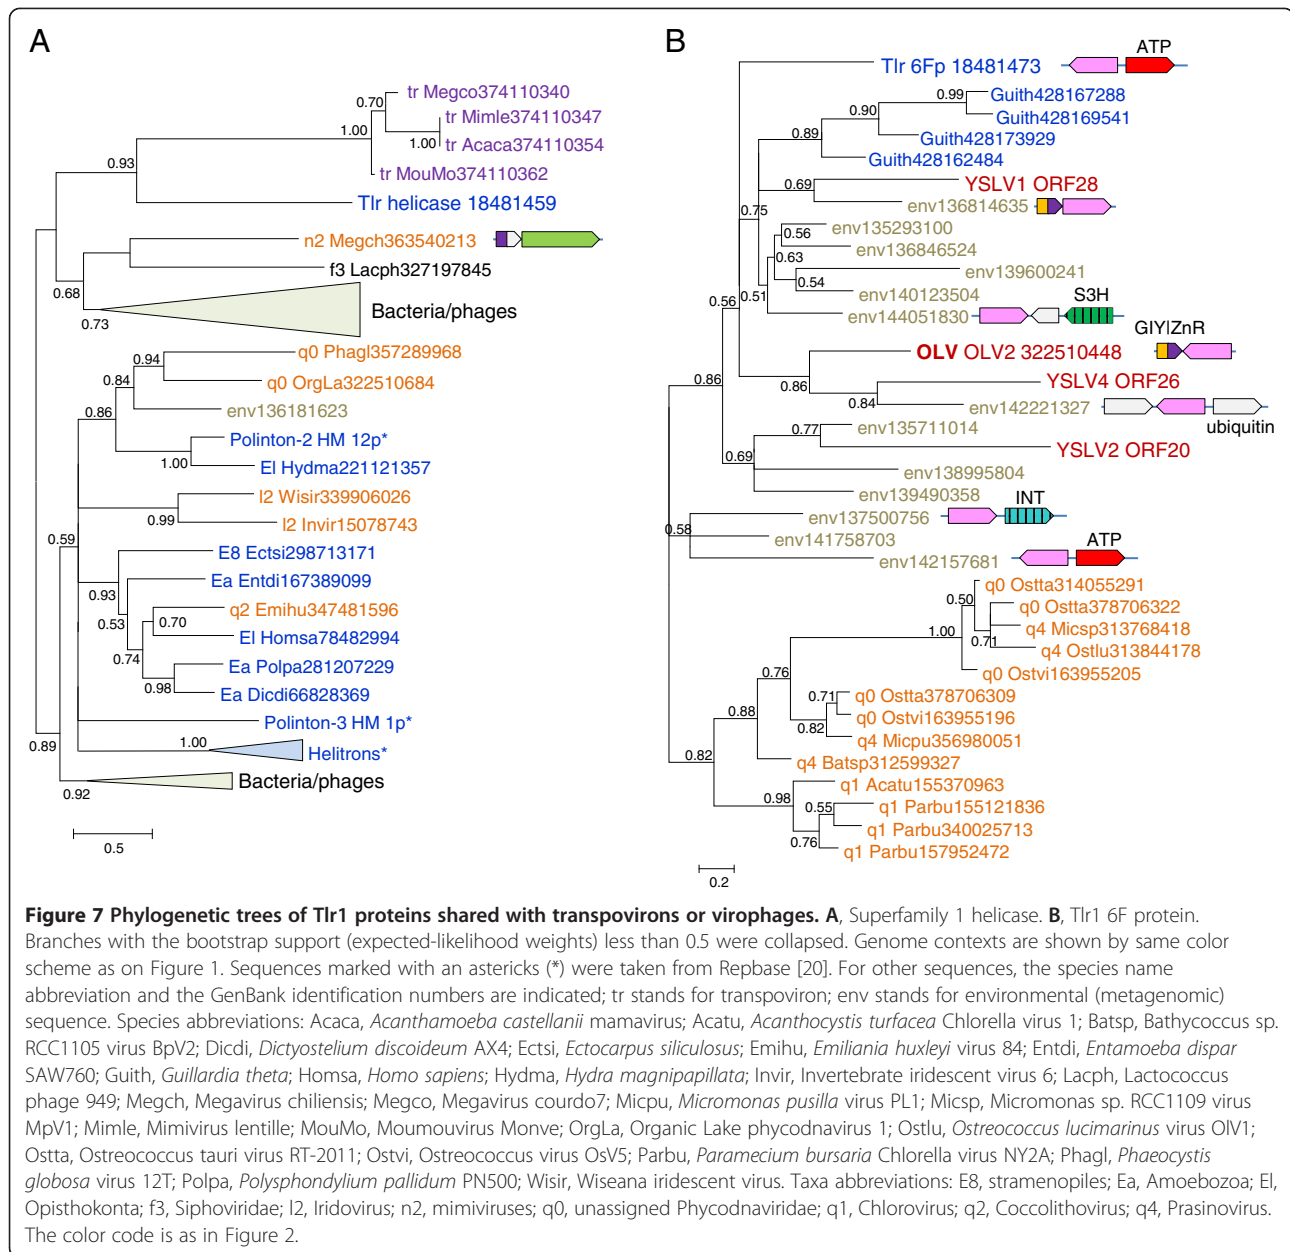 A
0.70
tr Megco374110340
tr Mimle374110347
1.00
1.00
tr Acaca374110354
0.93
tr MouMo374110362
Tlr helicase 18481459
n2 Megch363540213
f3 Lacph327197845
0.68
Bacteria/phages
0.73
0.94
q0 Phagl357289968
0.84
q0 OrgLa322510684
0.86
env136181623
Polinton-2 HM 12p*
1.00
El Hydma221121357
l2 Wisir339906026
0.99
l2 Invir15078743
0.59
E8 Ectsi298713171
Ea Entdi167389099
0.93
q2 Emihu347481596
0.53
0.70
El Homsa78482994
0.74
Ea Polpa281207229
0.98
Ea Dicdi66828369
Polinton-3 HM 1p*
1.00
0.89
Helitrons*
Bacteria/phages
0.92
0.5
B
ATP
Tlr 6Fp 18481473
0.99
Guith428167288
0.90
Guith428169541
0.89
Guith428173929
Guith428162484
0.69
YSLV1 ORF28
env136814635
0.75
env135293100
0.56
env136846524
0.63
env139600241
0.54
env140123504
0.56
0.51
S3H
env144051830
GIY|ZnR
OLV OLV2 322510448
0.86
0.86
YSLV4 ORF26
0.84
env142221327
ubiquitin
0.77
env135711014
YSLV2 ORF20
0.69
env138995804
env139490358
INT
env137500756
0.58
env141758703
ATP
env142157681
q0 Ostta314055291
0.50
q0 Ostta378706322
1.00
q4 Micsp313768418
0.71
q4 Ostlu313844178
0.76
q0 Ostvi163955205
0.71
q0 Ostta378706309
0.88
q0 Ostvi163955196
0.82
q4 Micpu356980051
0.82
q4 Batsp312599327
0.98
q1 Acatu155370963
0.55
q1 Parbu155121836
q1 Parbu340025713
0.76
q1 Parbu157952472
0.2
Figure 7 Phylogenetic trees of Tlr1 proteins shared with transpovirons or virophages. A, Superfamily 1 helicase. B, Tlr1 6F protein.
Branches with the bootstrap support (expected-likelihood weights) less than 0.5 were collapsed. Genome contexts are shown by same color
scheme as on Figure 1. Sequences marked with an astericks (*) were taken from Repbase [20]. For other sequences, the species name
abbreviation and the GenBank identification numbers are indicated; tr stands for transpoviron; env stands for environmental (metagenomic)
sequence. Species abbreviations: Acaca, Acanthamoeba castellanii mamavirus; Acatu, Acanthocystis turfacea Chlorella virus 1; Batsp, Bathycoccus sp.
RCC1105 virus BpV2; Dicdi, Dictyostelium discoideum AX4; Ectsi, Ectocarpus siliculosus; Emihu, Emiliania huxleyi virus 84; Entdi, Entamoeba dispar
SAW760; Guith, Guillardia theta; Homsa, Homo sapiens; Hydma, Hydra magnipapillata; Invir, Invertebrate iridescent virus 6; Lacph, Lactococcus
phage 949; Megch, Megavirus chiliensis; Megco, Megavirus courdo7; Micpu, Micromonas pusilla virus PL1; Micsp, Micromonas sp. RCC1109 virus
MpV1; Mimle, Mimivirus lentille; MouMo, Moumouvirus Monve; OrgLa, Organic Lake phycodnavirus 1; Ostlu, Ostreococcus lucimarinus virus OlV1;
Ostta, Ostreococcus tauri virus RT-2011; Ostvi, Ostreococcus virus OsV5; Parbu, Paramecium bursaria Chlorella virus NY2A; Phagl, Phaeocystis
globosa virus 12T; Polpa, Polysphondylium pallidum PN500; Wisir, Wiseana iridescent virus. Taxa abbreviations: E8, stramenopiles; Ea, Amoebozoa; El,
Opisthokonta; f3, Siphoviridae; l2, Iridovirus; n2, mimiviruses; q0, unassigned Phycodnaviridae; q1, Chlorovirus; q2, Coccolithovirus; q4, Prasinovirus.
The color code is as in Figure 2.